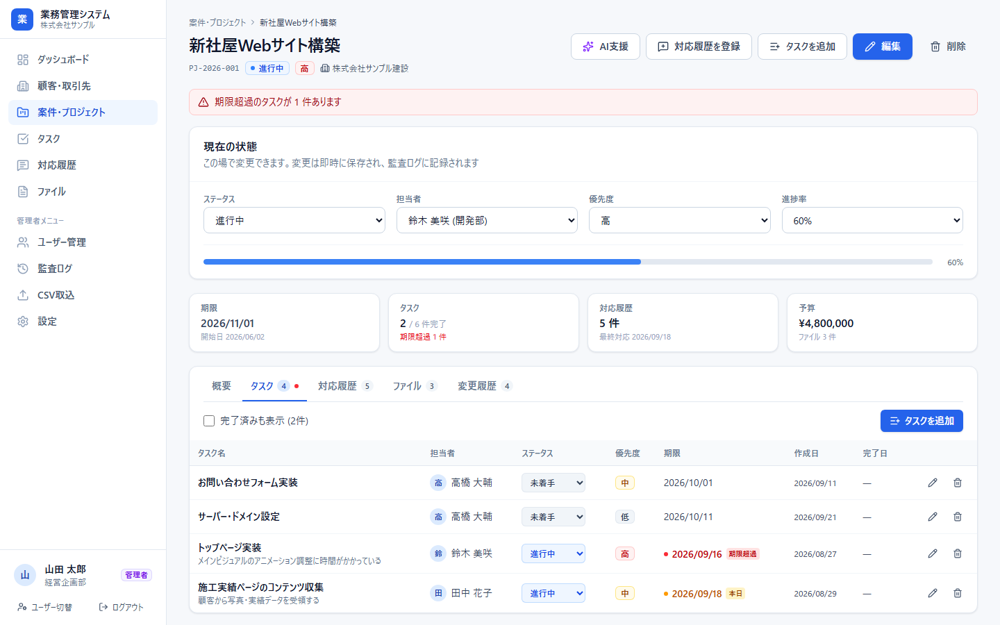 業
業務管理システム
株式会社サンプル
ダッシュボード
顧客・取引先
案件・プロジェクト
タスク
対応履歴
ファイル
管理者メニュー
ユーザー管理
監査ログ
CSV取込
設定
山
山田 太郎
経営企画部
管理者
ユーザー切替
ログアウト
案件・プロジェクト > 新社屋Webサイト構築
新社屋Webサイト構築
AI支援
対応履歴を登録
タスクを追加
編集
削除
PJ-2026-001 進行中 高 株式会社サンプル建設
期限超過のタスクが 1 件あります
現在の状態
この場で変更できます。変更は即時に保存され、監査ログに記録されます
ステータス 担当者 優先度 進捗率
進行中 鈴木 美咲 (開発部) 高 60%
60%
期限
2026/11/01
開始日 2026/06/02
タスク
2 / 6 件完了
期限超過 1 件
対応履歴
5 件
最終対応 2026/09/18
予算
¥4,800,000
ファイル 3 件
概要 タスク 4 対応履歴 5 ファイル 3 変更履歴 4
完了済みも表示 (2件)
タスクを追加
タスク名 担当者 ステータス 優先度 期限 作成日 完了日
お問い合わせフォーム実装 高 高橋 大輔 未着手 中 2026/10/01 2026/09/11 —
サーバー・ドメイン設定 高 高橋 大輔 未着手 低 2026/10/11 2026/09/21 —
トップページ実装 鈴 鈴木 美咲 進行中 高 2026/09/16 期限超過 2026/08/27 —
メインビジュアルのアニメーション調整に時間がかかっている
施工実績ページのコンテンツ収集 田 田中 花子 進行中 中 2026/09/18 本日 2026/08/29 —
顧客から写真・実績データを受領する